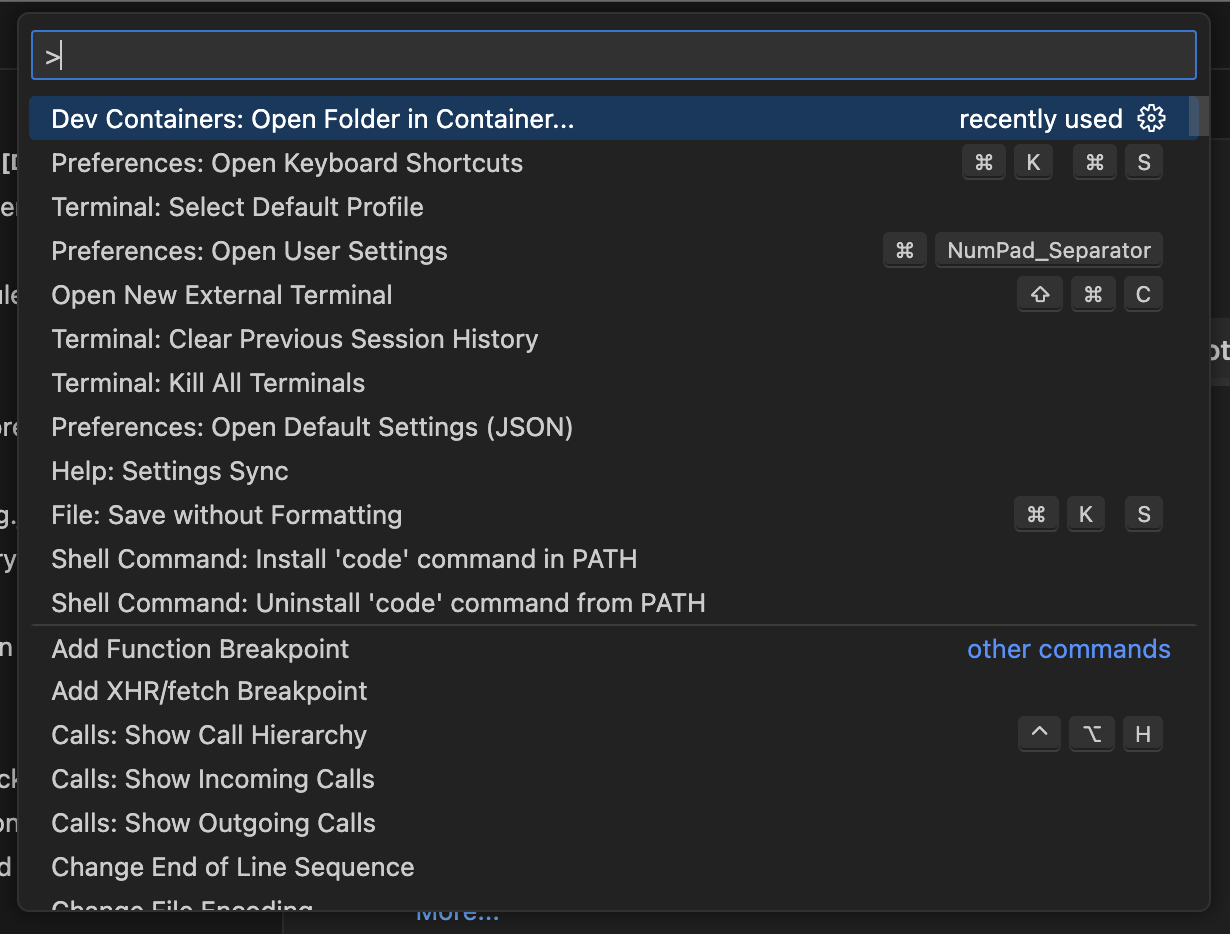 >
Dev Containers: Open Folder in Container... recently used
Preferences: Open Keyboard Shortcuts ⌘ K ⌘ S
Terminal: Select Default Profile
Preferences: Open User Settings ⌘ NumPad_Separator
Open New External Terminal ⇧ ⌘ C
Terminal: Clear Previous Session History
Terminal: Kill All Terminals
Preferences: Open Default Settings (JSON)
Help: Settings Sync
File: Save without Formatting ⌘ K S
Shell Command: Install 'code' command in PATH
Shell Command: Uninstall 'code' command from PATH
Add Function Breakpoint other commands
Add XHR/fetch Breakpoint
Calls: Show Call Hierarchy ^ ⌥ H
Calls: Show Incoming Calls
Calls: Show Outgoing Calls
Change End of Line Sequence
Change File Encoding
More...